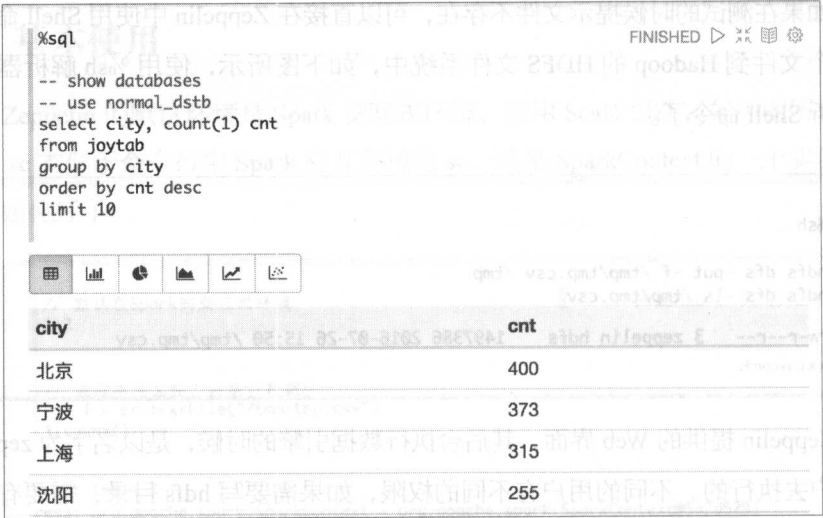 %sql
FINISHED
-- show databases
-- use normal_dstb
select city, count(1) cnt
from joytab
group by city
order by cnt desc
limit 10
city cnt
北京 400
宁波 373
上海 315
沈阳 255